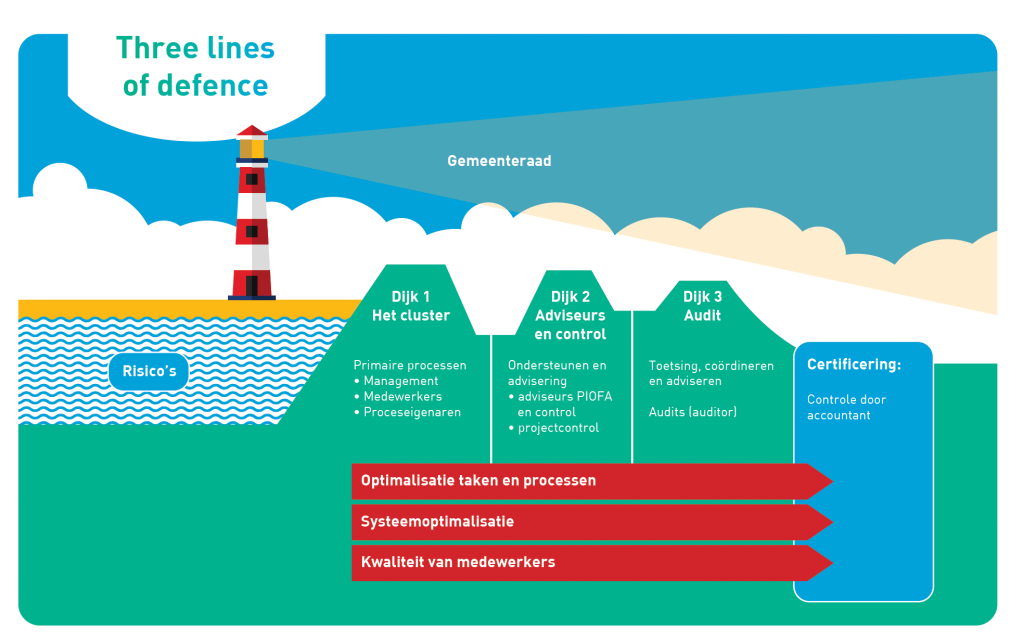 Three lines
of defence
Gemeenteraad
Risico's
Dijk 1
Het cluster
Primaire processen
• Management
• Medewerkers
• Proceseigenaren
Dijk 2
Adviseurs
en control
Ondersteunen en
advisering
• adviseurs PIOFA
en control
• projectcontrol
Dijk 3
Audit
Toetsing, coördineren
en adviseren
Audits (auditor)
Certificering:
Controle door
accountant
Optimalisatie taken en processen
Systeemoptimalisatie
Kwaliteit van medewerkers